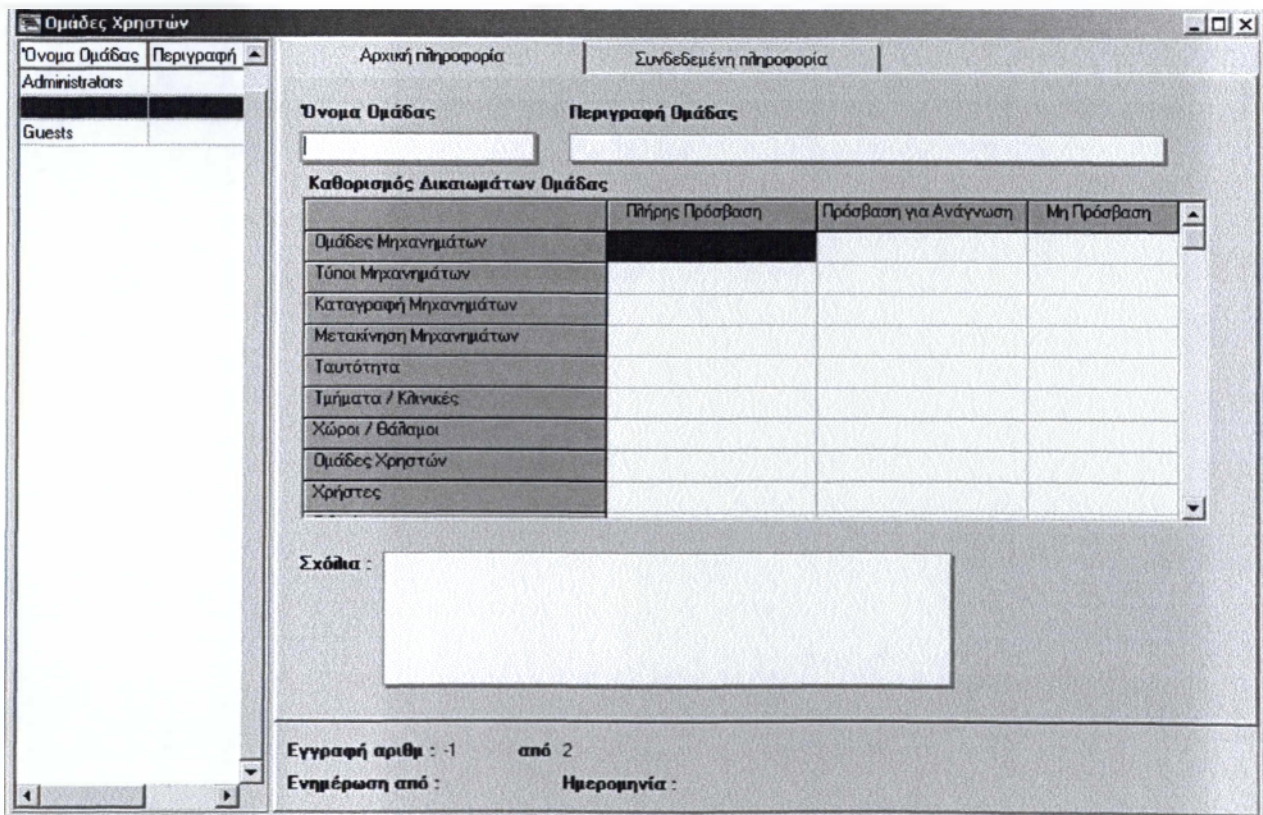 Ομάδες Χρηστών
Όνομα Ομάδας Περιγραφή
Administrators
Guests
Αρχική πληροφορία Συνδεδεμένη πληροφορία
Όνομα Ομάδας Περιγραφή Ομάδας
Καθορισμός Δικαιωμάτων Ομάδας
Πλήρης Πρόσβαση Πρόσβαση για Ανάγνωση Μη Πρόσβαση
Ομάδες Μηχανημάτων
Τύποι Μηχανημάτων
Καταγραφή Μηχανημάτων
Μετακίνηση Μηχανημάτων
Ταυτότητα
Τμήματα / Κλινικές
Χώροι / Θάλαμοι
Ομάδες Χρηστών
Χρήστες
Σχόλια :
Εγγραφή αριθμ : -1 από 2
Ενημέρωση από : Ημερομηνία :